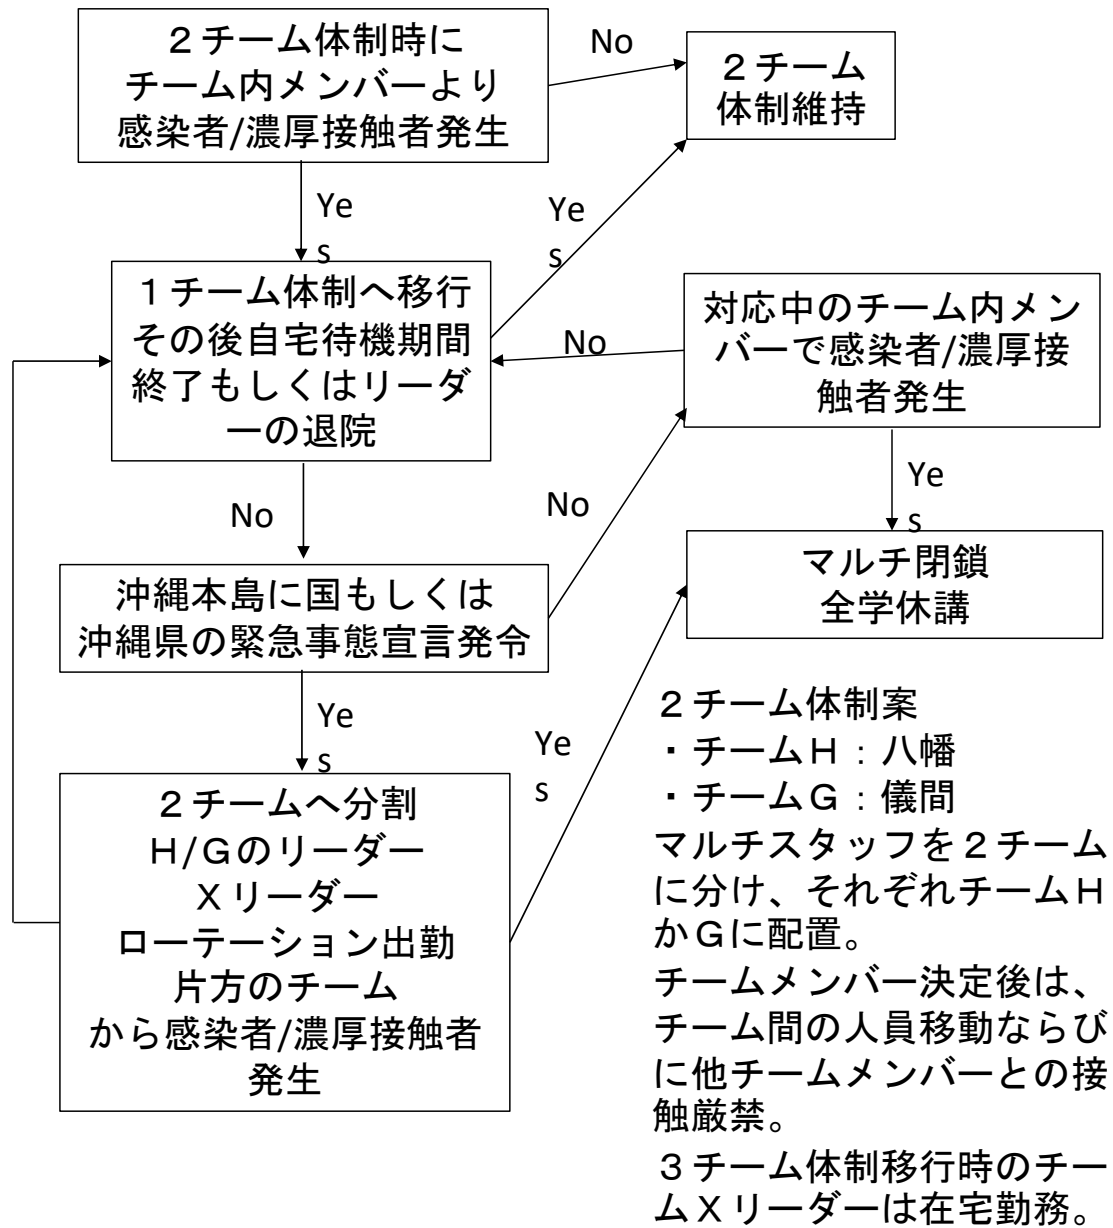 ２チーム体制時に
チーム内メンバーより
感染者/濃厚接触者発生
No
２チーム
体制維持
Ye
s
Ye
s
１チーム体制へ移行
その後自宅待機期間
終了もしくはリーダ
ーの退院
No
対応中のチーム内メン
バーで感染者/濃厚接
触者発生
No
No
Ye
s
沖縄本島に国もしくは
沖縄県の緊急事態宣言発令
マルチ閉鎖
全学休講
Ye
s
Ye
s
２チームへ分割
H/Gのリーダー
Ｘリーダー
ローテーション出勤
片方のチーム
から感染者/濃厚接触者
発生
２チーム体制案
・チームＨ：八幡
・チームＧ：儀間
マルチスタッフを２チーム
に分け、それぞれチームＨ
かＧに配置。
チームメンバー決定後は、
チーム間の人員移動ならび
に他チームメンバーとの接
触厳禁。
３チーム体制移行時のチー
ムＸリーダーは在宅勤務。